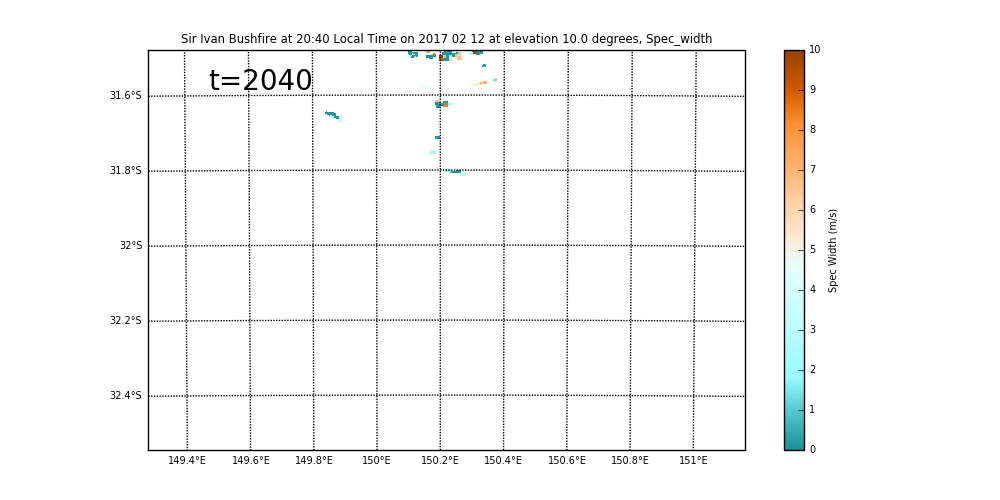 Sir Ivan Bushfire at 20:40 Local Time on 2017 02 12 at elevation 10.0 degrees, Spec_width
t=2040
31.6°S
31.8°S
32°S
32.2°S
32.4°S
149.4°E 149.6°E 149.8°E 150°E 150.2°E 150.4°E 150.6°E 150.8°E 151°E
10
9
8
7
6
5
4
3
2
1
0
Spec Width (m/s)